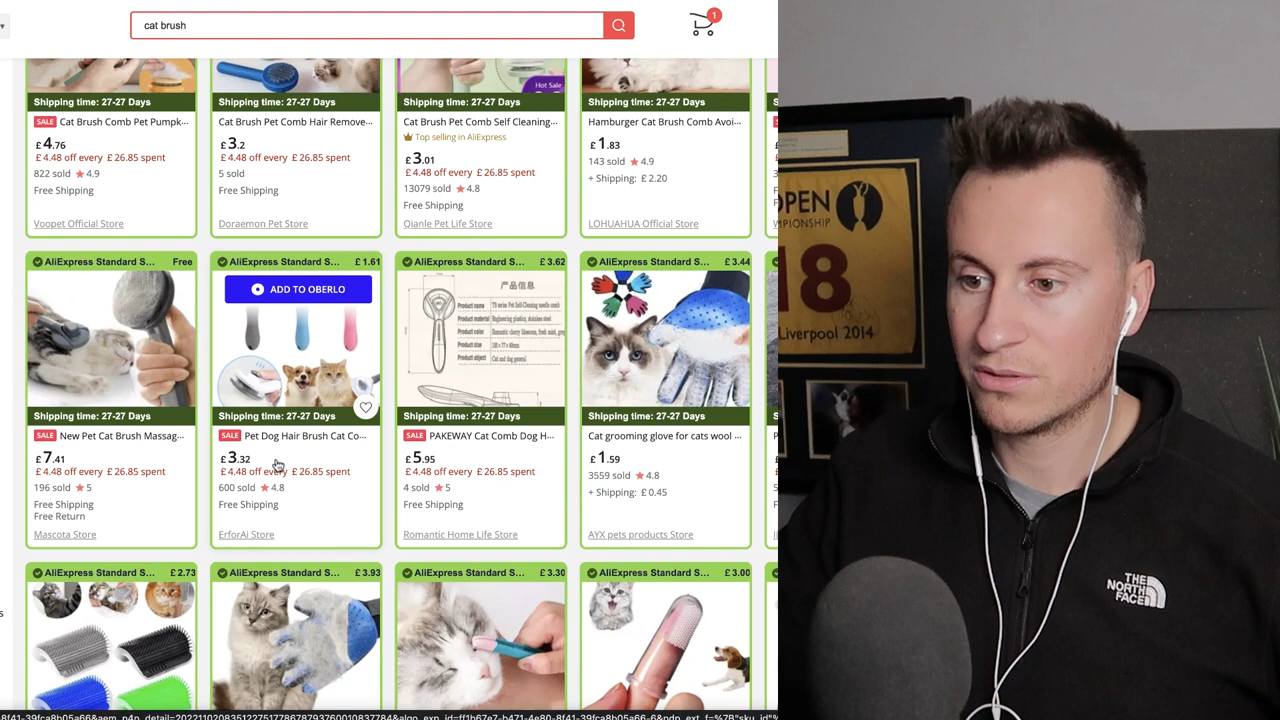 cat brush
1
Hot Sale
Shipping time: 27-27 Days
Shipping time: 27-27 Days
Shipping time: 27-27 Days
Shipping time: 27-27 Days
SALE Cat Brush Comb Pet Pumpk...
Cat Brush Pet Comb Hair Remove...
Cat Brush Pet Comb Self Cleaning...
Hamburger Cat Brush Comb Avoi...
Top selling in AliExpress
£ 4.76
£ 3.2
£ 3.01
£ 1.83
£ 4.48 off every £ 26.85 spent
£ 4.48 off every £ 26.85 spent
£ 4.48 off every £ 26.85 spent
143 sold 4.9
822 sold 4.9
5 sold
13079 sold 4.8
+ Shipping: £ 2.20
Free Shipping
Free Shipping
Free Shipping
Voopet Official Store
Doraemon Pet Store
Qianle Pet Life Store
LOHUAHUA Official Store
AliExpress Standard S... Free
AliExpress Standard S... £ 1.61
AliExpress Standard S... £ 3.62
AliExpress Standard S... £ 3.44
ADD TO OBERLO
产品信息
Product name
Product material
Product color
Product size
Product object
Shipping time: 27-27 Days
Shipping time: 27-27 Days
Shipping time: 27-27 Days
Shipping time: 27-27 Days
SALE New Pet Cat Brush Massag...
SALE Pet Dog Hair Brush Cat Co...
SALE PAKEWAY Cat Comb Dog H...
Cat grooming glove for cats wool ...
£ 7.41
£ 3.32
£ 5.95
£ 1.59
£ 4.48 off every £ 26.85 spent
£ 4.48 off every £ 26.85 spent
£ 4.48 off every £ 26.85 spent
3559 sold 4.8
196 sold 5
600 sold 4.8
4 sold 5
+ Shipping: £ 0.45
Free Shipping
Free Return
Free Shipping
Free Shipping
Mascota Store
ErforAi Store
Romantic Home Life Store
AYX pets products Store
AliExpress Standard S... £ 2.73
AliExpress Standard S... £ 3.93
AliExpress Standard S... £ 3.30
AliExpress Standard S... £ 3.00
OPEN
18
Liverpool 2014
THE
NORTH
FACE